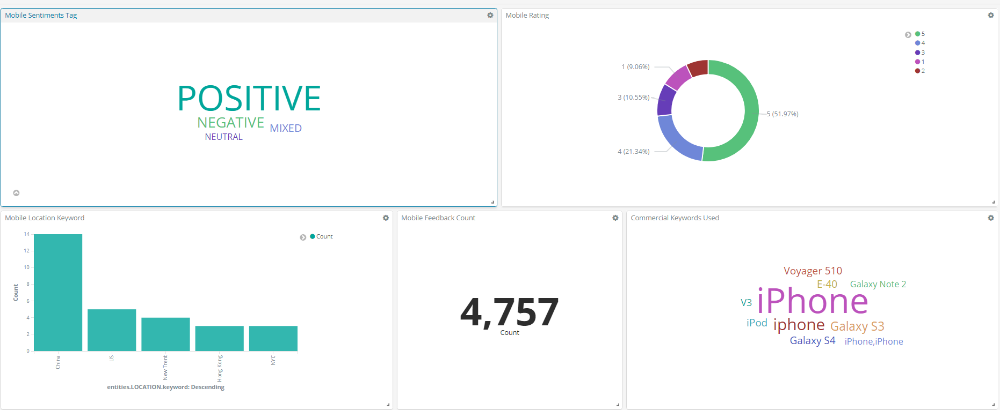 Mobile Sentiments Tag
POSITIVE
NEGATIVE
MIXED
NEUTRAL
Mobile Rating
5
4
3
1
2
1 (9.06%)
3 (10.55%)
5 (51.97%)
4 (21.34%)
Mobile Location Keyword
Count
14
12
10
8
6
4
2
0
Count
China
US
New Trent
Hong Kong
NYC
entities.LOCATION.keyword: Descending
Mobile Feedback Count
4,757
Count
Commercial Keywords Used
Voyager 510
E-40
Galaxy Note 2
V3
iPhone
iPod
iphone
Galaxy S3
Galaxy S4
iPhone,iPhone